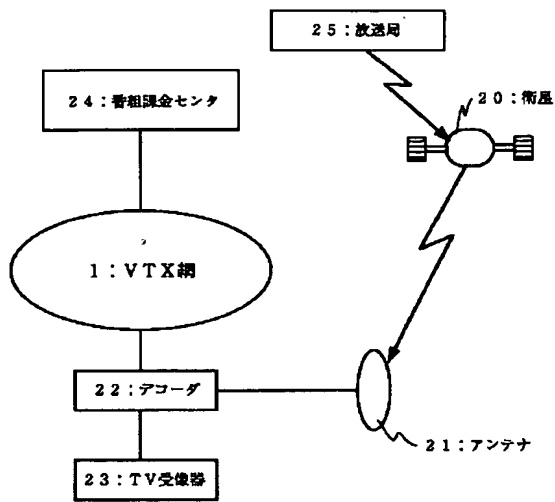 25：放送局
24：番組課金センタ
20：衛星
1：VTX網
22：デコーダ
21：アンテナ
23：TV受像器